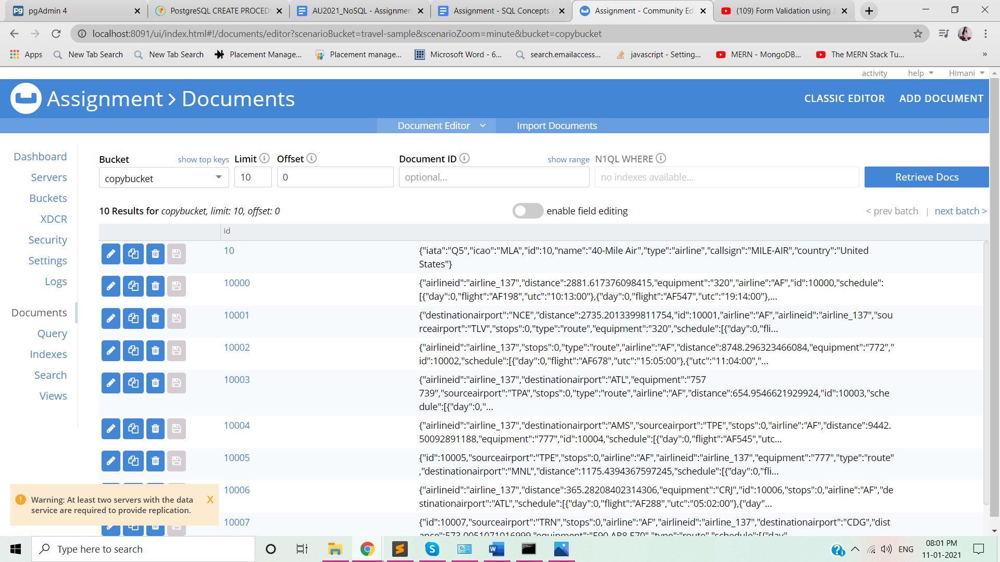 pgAdmin 4
PostgreSQL CREATE PROCED
AU2021_NoSQL - Assignmen
Assignment - SQL Concepts
Assignment - Community Edi
(109) Form Validation using J
localhost:8091/ui/index.html#!/documents/editor?scenarioBucket=travel-sample&scenarioZoom=minute&bucket=copybucket
Apps
New Tab Search
New Tab Search
Placement Manage...
Placement manage...
Microsoft Word - 6...
search.emailaccess...
javascript - Setting...
MERN - MongoDB...
The MERN Stack Tu...
»
activity
help
Himani
Assignment > Documents
CLASSIC EDITOR
ADD DOCUMENT
Document Editor
Import Documents
Dashboard
Servers
Buckets
XDCR
Security
Settings
Logs
Documents
Query
Indexes
Search
Views
Bucket
show top keys
Limit
Offset
Document ID
show range
N1QL WHERE
copybucket
10
0
optional...
no indexes available...
Retrieve Docs
10 Results for copybucket, limit: 10, offset: 0
enable field editing
< prev batch | next batch >
id
10
{"iata":"Q5","icao":"MLA","id":10,"name":"40-Mile Air","type":"airline","callsign":"MILE-AIR","country":"United
States"}
10000
{"airlineid":"airline_137","distance":2881.617376098415,"equipment":"320","airline":"AF","id":10000,"schedule":
[{"day":0,"flight":"AF198","utc":"10:13:00"},{"day":0,"flight":"AF547","utc":"19:14:00"},...
10001
{"destinationairport":"NCE","distance":2735.2013399811754,"id":10001,"airline":"AF","airlineid":"airline_137","sou
rceairport":"TLV","stops":0,"type":"route","equipment":"320","schedule":[{"day":0,"fli...
10002
{"airlineid":"airline_137","stops":0,"type":"route","airline":"AF","distance":8748.296323466084,"equipment":"772","
id":10002,"schedule":[{"day":0,"flight":"AF678","utc":"15:05:00"},{"utc":"11:04:00","...
10003
{"airlineid":"airline_137","destinationairport":"ATL","equipment":"757
739","sourceairport":"TPA","stops":0,"type":"route","airline":"AF","distance":654.9546621929924,"id":10003,"sche
dule":[{"day":0,"...
10004
{"airlineid":"airline_137","destinationairport":"AMS","sourceairport":"TPE","stops":0,"airline":"AF","distance":9442.
50092891188,"equipment":"777","id":10004,"schedule":[{"day":0,"flight":"AF545","utc...
10005
{"id":10005,"sourceairport":"TPE","stops":0,"airline":"AF","airlineid":"airline_137","equipment":"777","type":"route"
,"destinationairport":"MNL","distance":1175.4394367597245,"schedule":[{"day":0,"fli...
10006
{"airlineid":"airline_137","distance":365.28208402314306,"equipment":"CRJ","id":10006,"stops":0,"airline":"AF","de
stinationairport":"ATL","schedule":[{"day":0,"flight":"AF288","utc":"05:02:00"},{"day"...
10007
{"id":10007,"sourceairport":"TRN","stops":0,"airline":"AF","airlineid":"airline_137","destinationairport":"CDG","dist
ance":573.0051071016999,"equipment":"E90 AR8 F70","type":"route","schedule":[{"day"...
Warning: At least two servers with the data
service are required to provide replication.
X
Type here to search
ENG
08:01 PM
11-01-2021